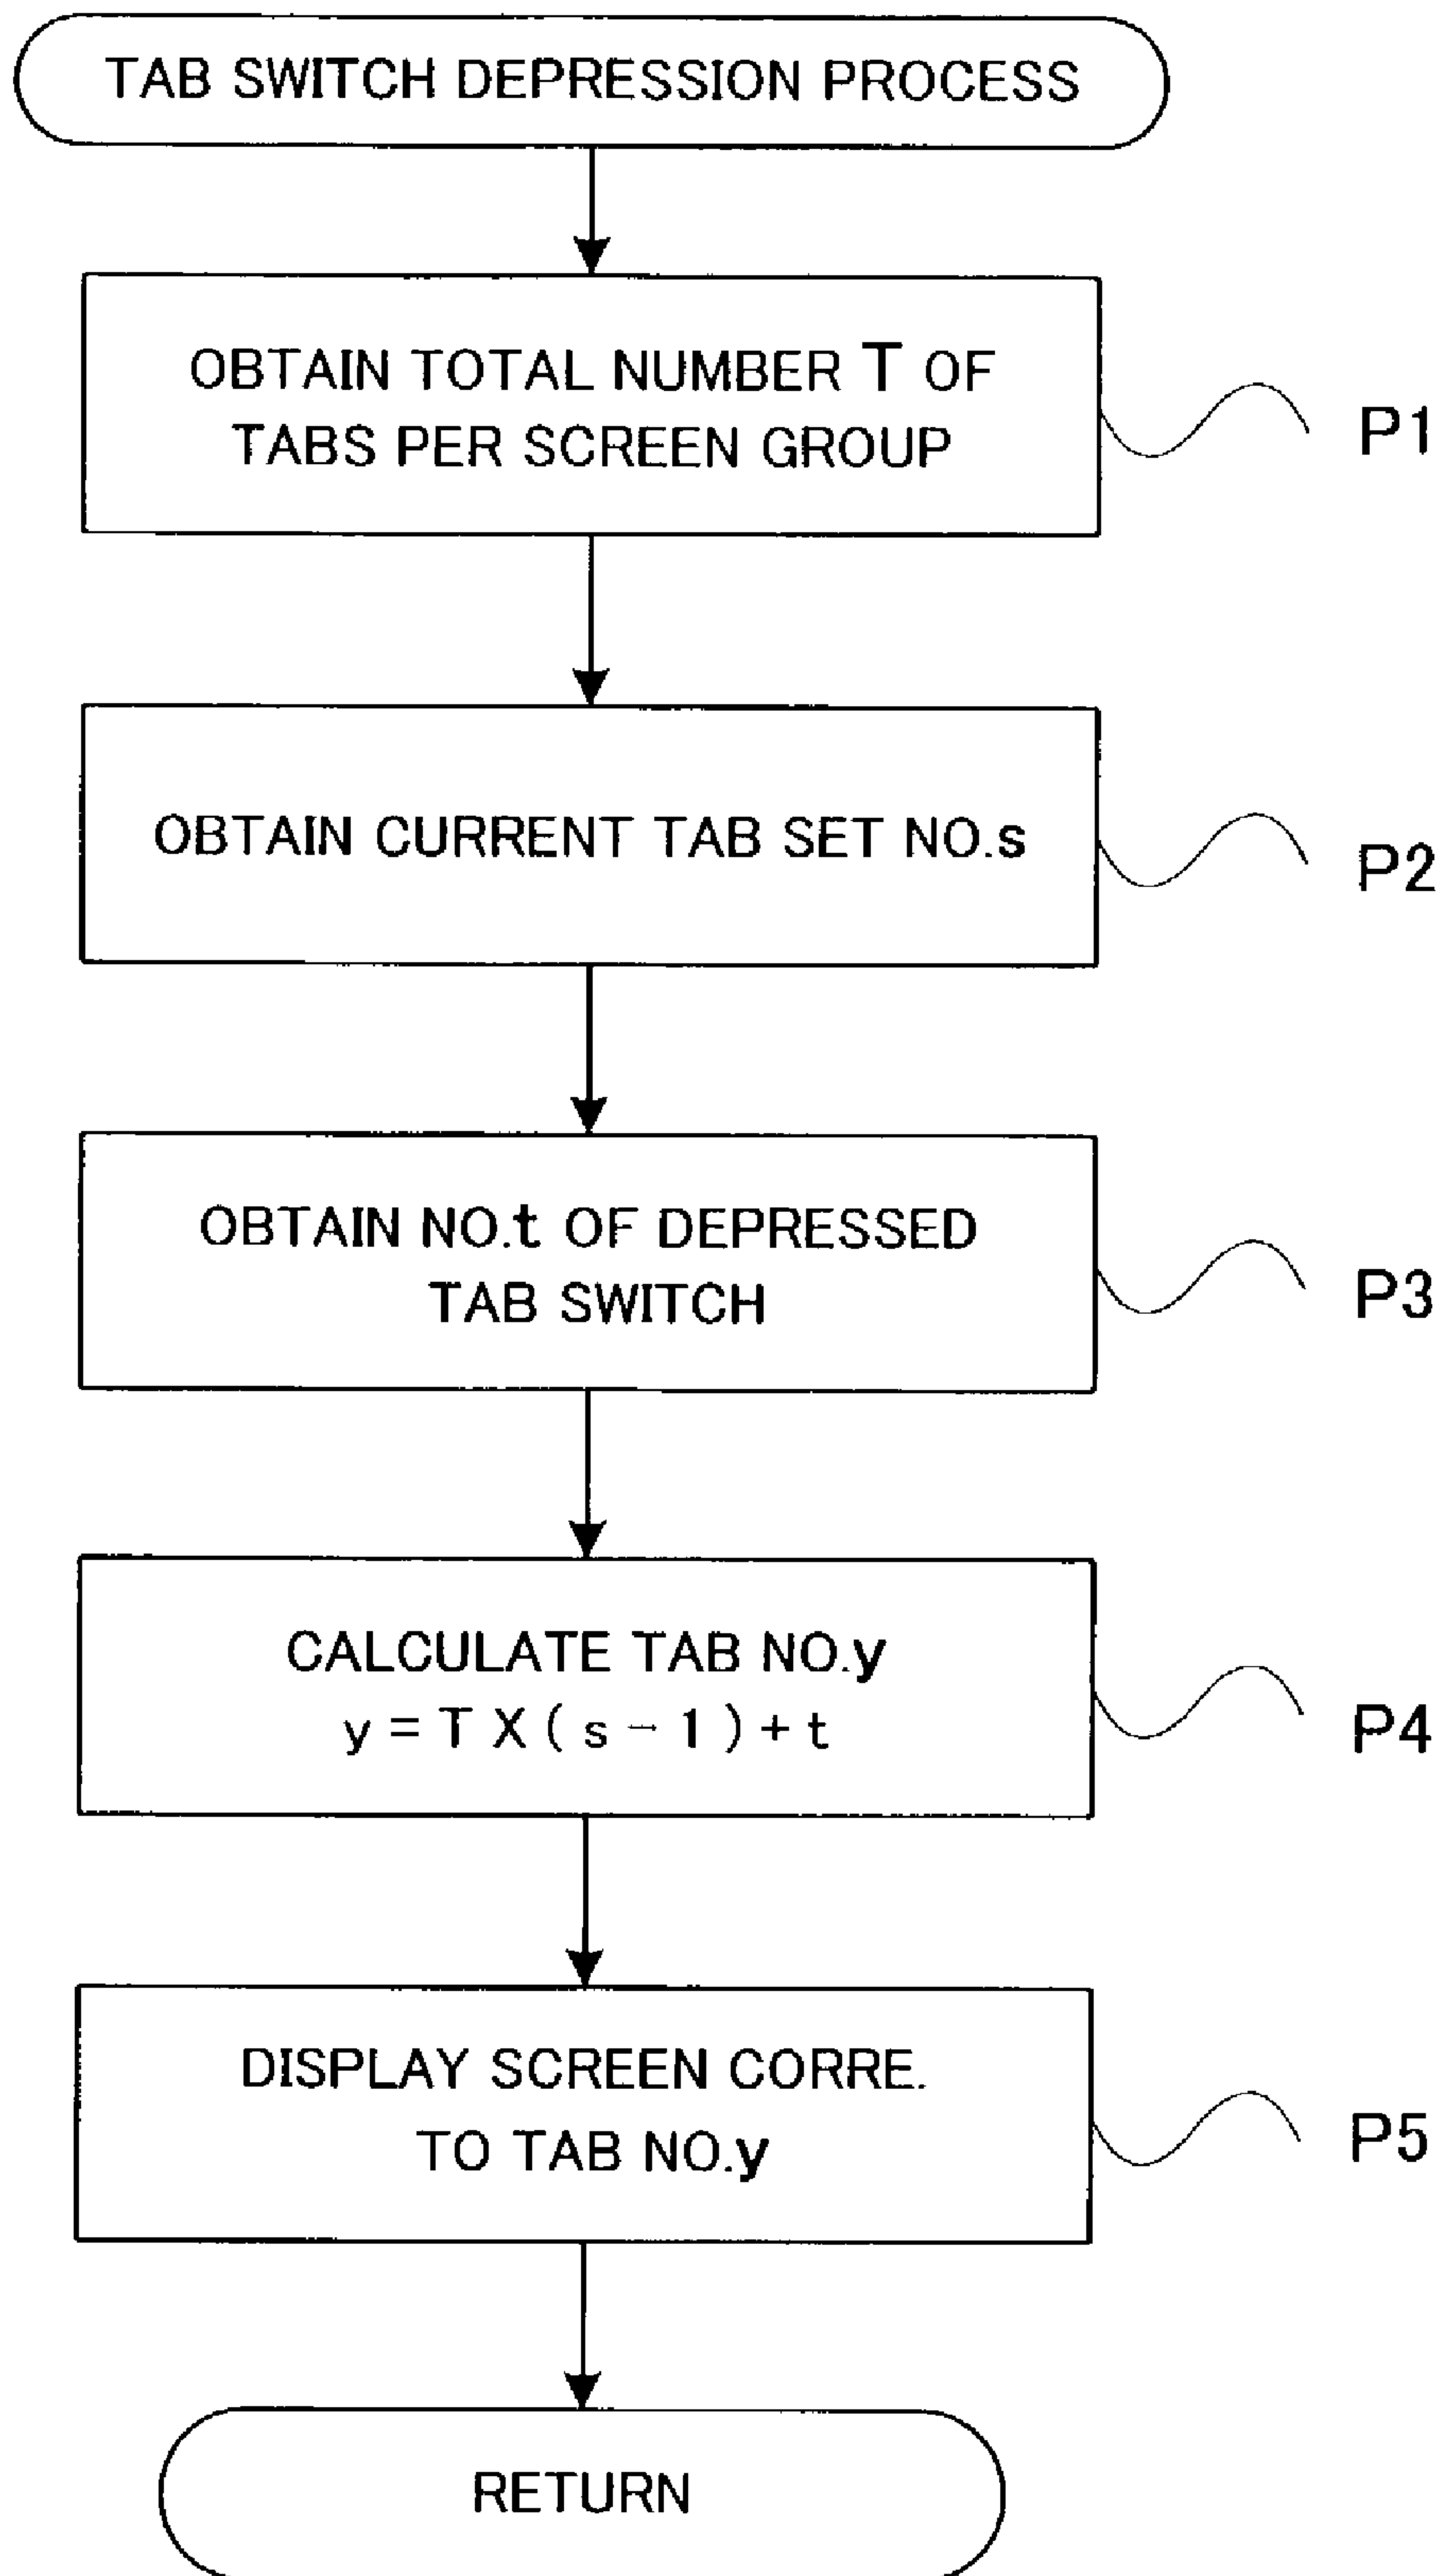 TAB SWITCH DEPRESSION PROCESS
OBTAIN TOTAL NUMBER T OF
TABS PER SCREEN GROUP
P1
OBTAIN CURRENT TAB SET NO.s
P2
OBTAIN NO.t OF DEPRESSED
TAB SWITCH
P3
CALCULATE TAB NO.y
y = T X ( s - 1 ) + t
P4
DISPLAY SCREEN CORRE.
TO TAB NO.y
P5
RETURN